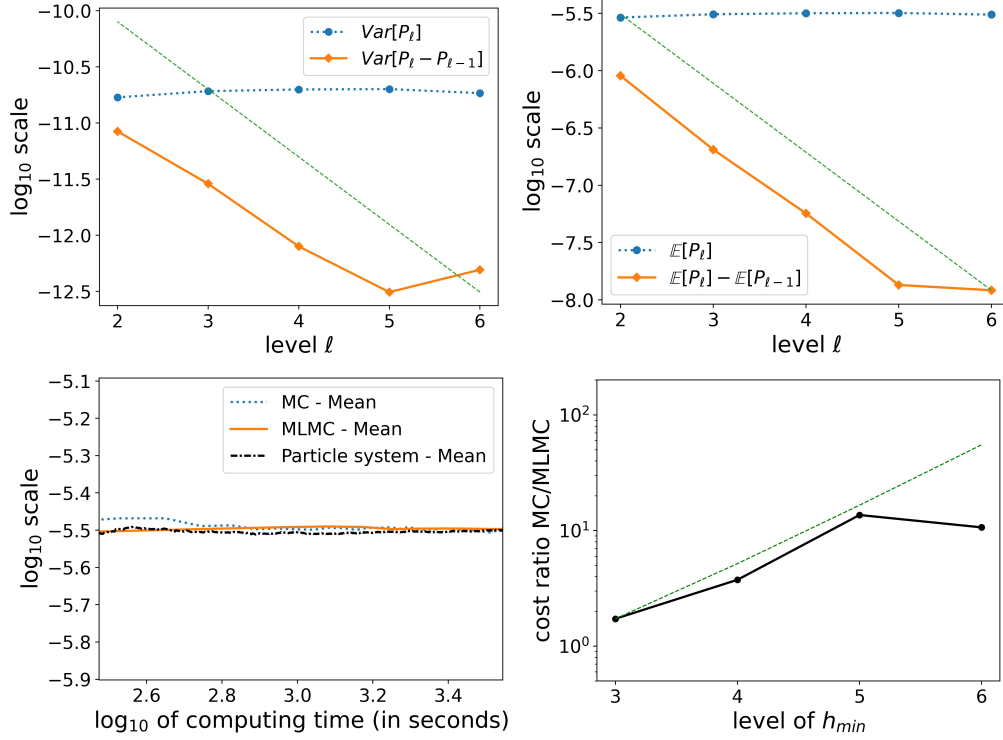 −10.0
−10.5
−11.0
−11.5
−12.0
−12.5
log₁₀ scale
Var[Pℓ]
Var[Pℓ − Pℓ₋₁]
2 3 4 5 6
level ℓ
−5.5
−6.0
−6.5
−7.0
−7.5
−8.0
log₁₀ scale
𝔼[Pℓ]
𝔼[Pℓ] − 𝔼[Pℓ₋₁]
2 3 4 5 6
level ℓ
−5.1
−5.2
−5.3
−5.4
−5.5
−5.6
−5.7
−5.8
−5.9
log₁₀ scale
MC - Mean
MLMC - Mean
Particle system - Mean
2.6 2.8 3.0 3.2 3.4
log₁₀ of computing time (in seconds)
10²
10¹
10⁰
cost ratio MC/MLMC
3 4 5 6
level of hₘᵢₙ